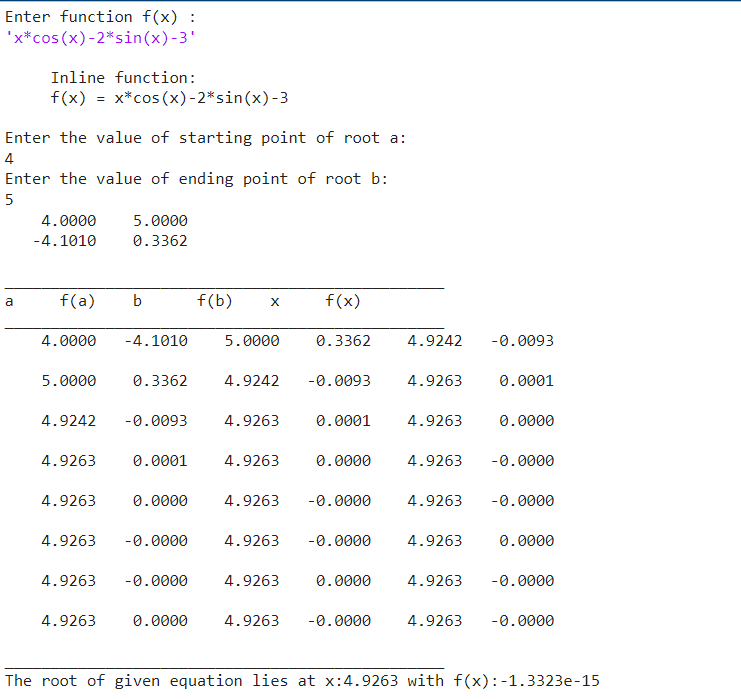 Enter function f(x) :
'x*cos(x)-2*sin(x)-3'
Inline function:
f(x) = x*cos(x)-2*sin(x)-3
Enter the value of starting point of root a:
4
Enter the value of ending point of root b:
5
4.0000 5.0000
-4.1010 0.3362
a f(a) b f(b) x f(x)
4.0000 -4.1010 5.0000 0.3362 4.9242 -0.0093
5.0000 0.3362 4.9242 -0.0093 4.9263 0.0001
4.9242 -0.0093 4.9263 0.0001 4.9263 0.0000
4.9263 0.0001 4.9263 0.0000 4.9263 -0.0000
4.9263 0.0000 4.9263 -0.0000 4.9263 -0.0000
4.9263 -0.0000 4.9263 -0.0000 4.9263 0.0000
4.9263 -0.0000 4.9263 0.0000 4.9263 -0.0000
4.9263 0.0000 4.9263 -0.0000 4.9263 -0.0000
The root of given equation lies at x:4.9263 with f(x):-1.3323e-15